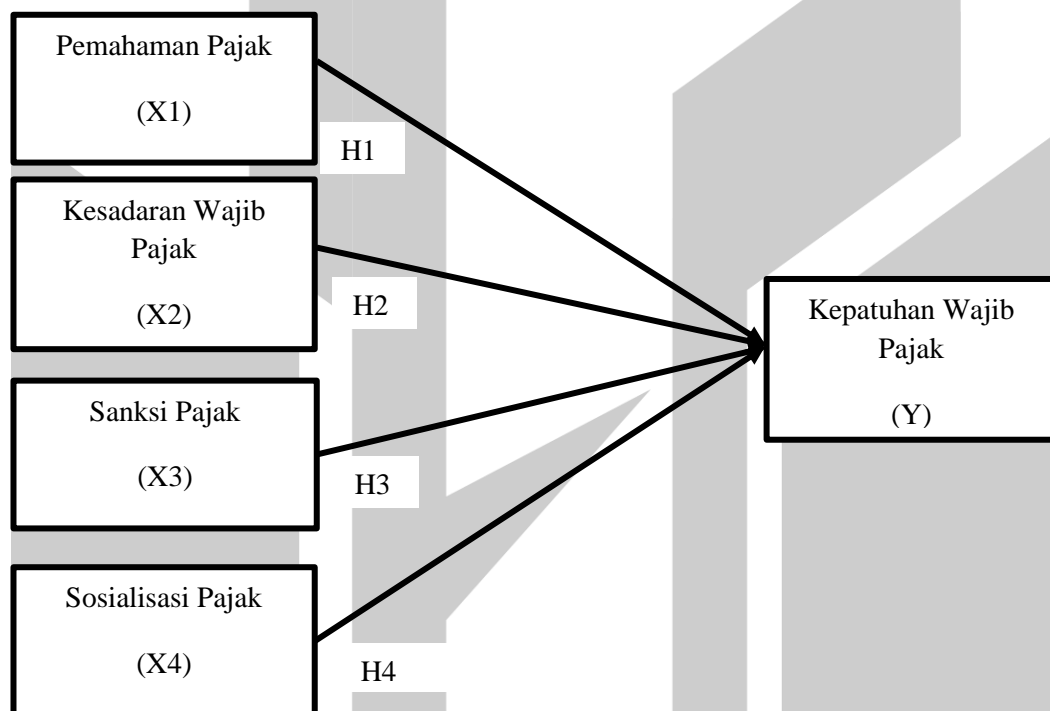 Pemahaman Pajak
(X1)
H1
Kesadaran Wajib
Pajak
(X2)
H2
Kepatuhan Wajib
Pajak
(Y)
Sanksi Pajak
(X3)
H3
Sosialisasi Pajak
(X4)
H4